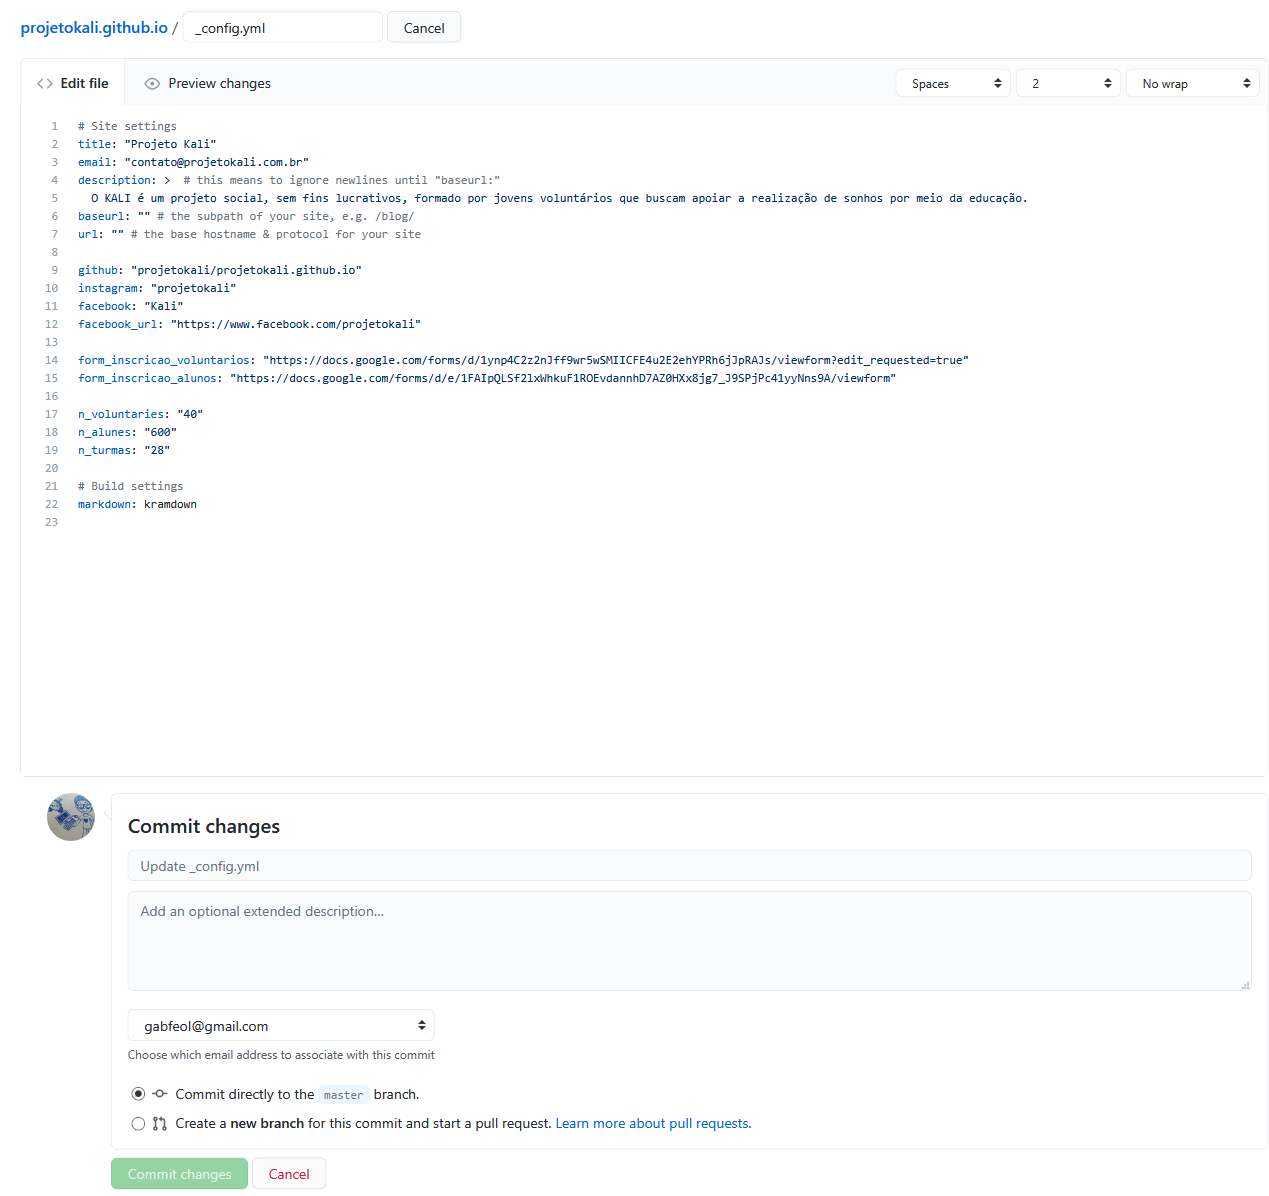 projetokali.github.io / _config.yml Cancel
Edit file Preview changes Spaces 2 No wrap
1 # Site settings
2 title: "Projeto Kali"
3 email: "contato@projetokali.com.br"
4 description: > # this means to ignore newlines until "baseurl:"
5 O KALI é um projeto social, sem fins lucrativos, formado por jovens voluntários que buscam apoiar a realização de sonhos por meio da educação.
6 baseurl: "" # the subpath of your site, e.g. /blog/
7 url: "" # the base hostname & protocol for your site
8
9 github: "projetokali/projetokali.github.io"
10 instagram: "projetokali"
11 facebook: "Kali"
12 facebook_url: "https://www.facebook.com/projetokali"
13
14 form_inscricao_voluntarios: "https://docs.google.com/forms/d/1ynp4C2z2nJff9wr5wSMIICFE4u2E2ehYPRh6jJpRAJs/viewform?edit_requested=true"
15 form_inscricao_alunos: "https://docs.google.com/forms/d/e/1FAIpQLSf2lxWhkuF1ROEvdannhD7AZ0HXx8jg7_J9SPjPc41yyNns9A/viewform"
16
17 n_voluntaries: "40"
18 n_alunes: "600"
19 n_turmas: "28"
20
21 # Build settings
22 markdown: kramdown
23
Commit changes
Update _config.yml
Add an optional extended description...
gabfeol@gmail.com
Choose which email address to associate with this commit
Commit directly to the master branch.
Create a new branch for this commit and start a pull request. Learn more about pull requests.
Commit changes Cancel